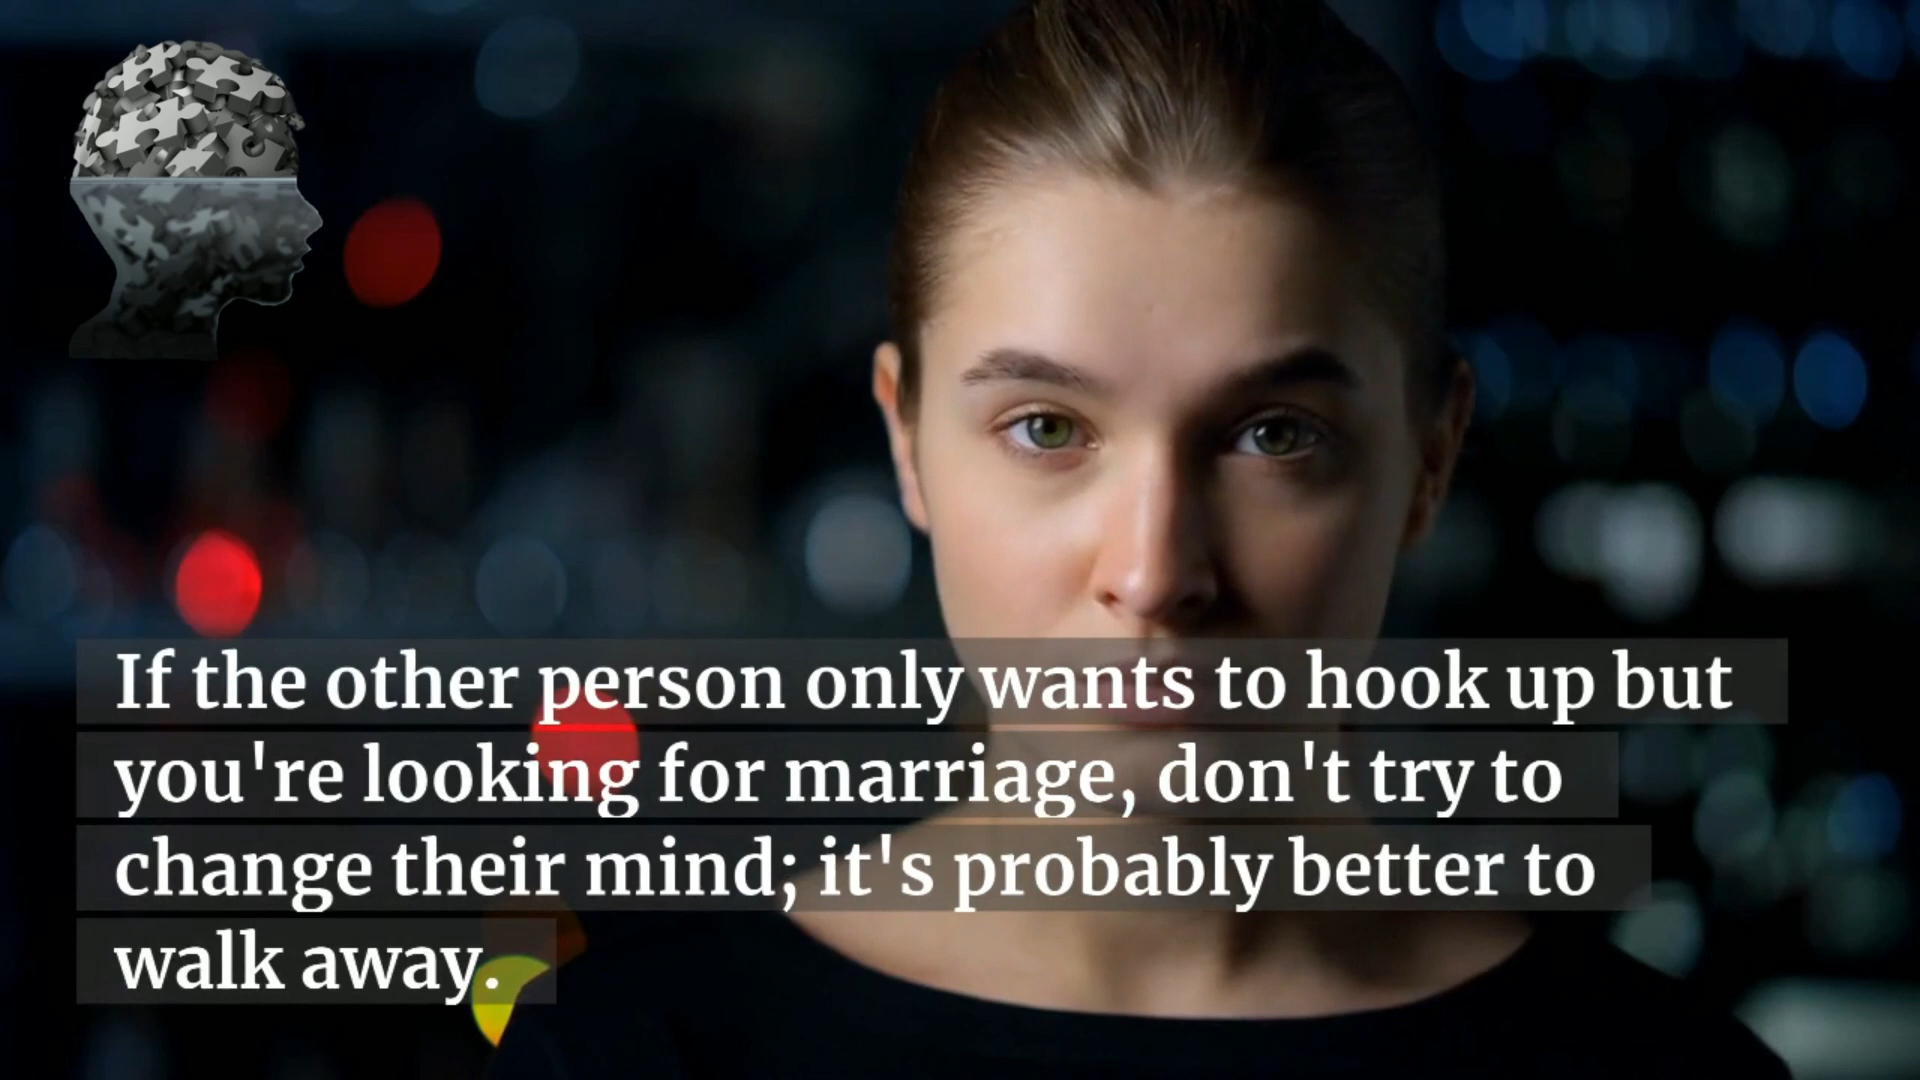 If the other person only wants to hook up but
you're looking for marriage, don't try to
change their mind; it's probably better to
walk away.